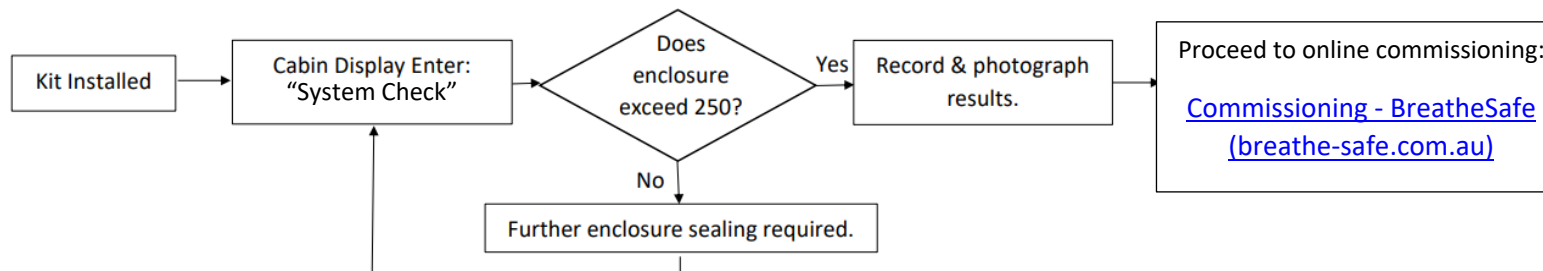 Kit Installed
Cabin Display Enter:
“System Check”
Does
enclosure
exceed 250?
Yes
Record & photograph
results.
Proceed to online commissioning:
Commissioning - BreatheSafe
(breathe-safe.com.au)
No
Further enclosure sealing required.